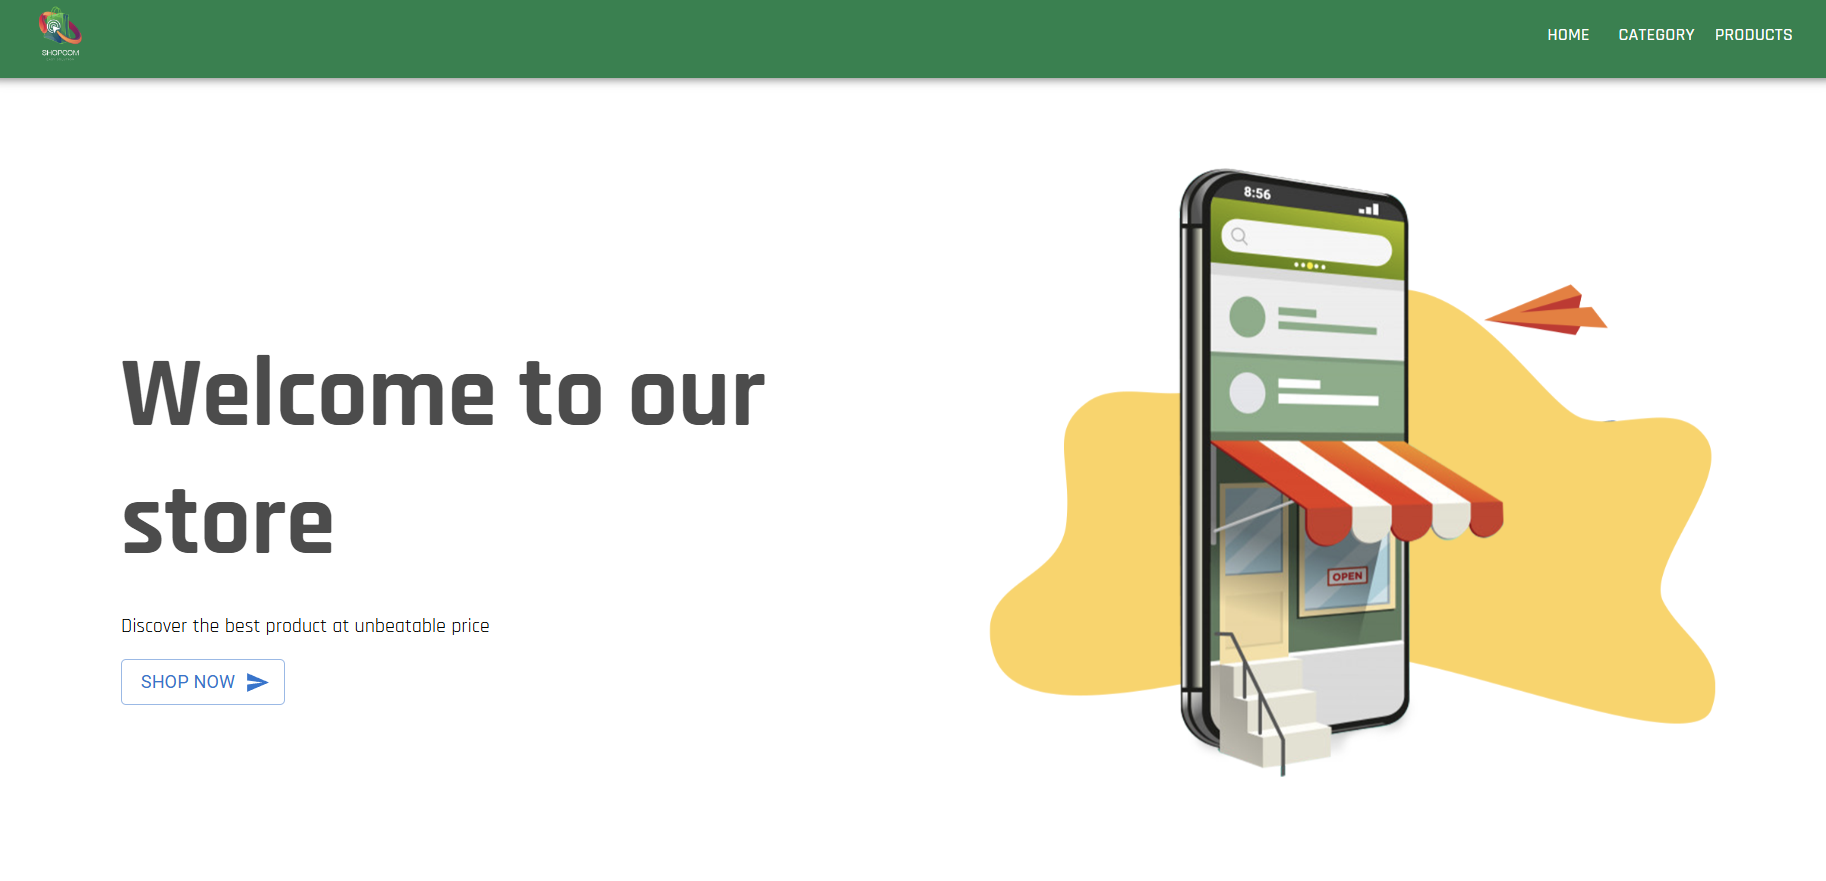 SHOPCOM
HOME CATEGORY PRODUCTS
8:56
Welcome to our
store
OPEN
Discover the best product at unbeatable price
SHOP NOW